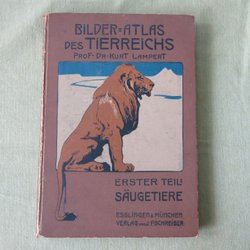 BILDER-ATLAS
DES TIERREICHS
PROF. DR. KURT LAMPERT
ERSTER TEIL:
SÄUGETIERE
ESSLINGEN & MÜNCHEN
VERLAG VON J.F. SCHREIBER